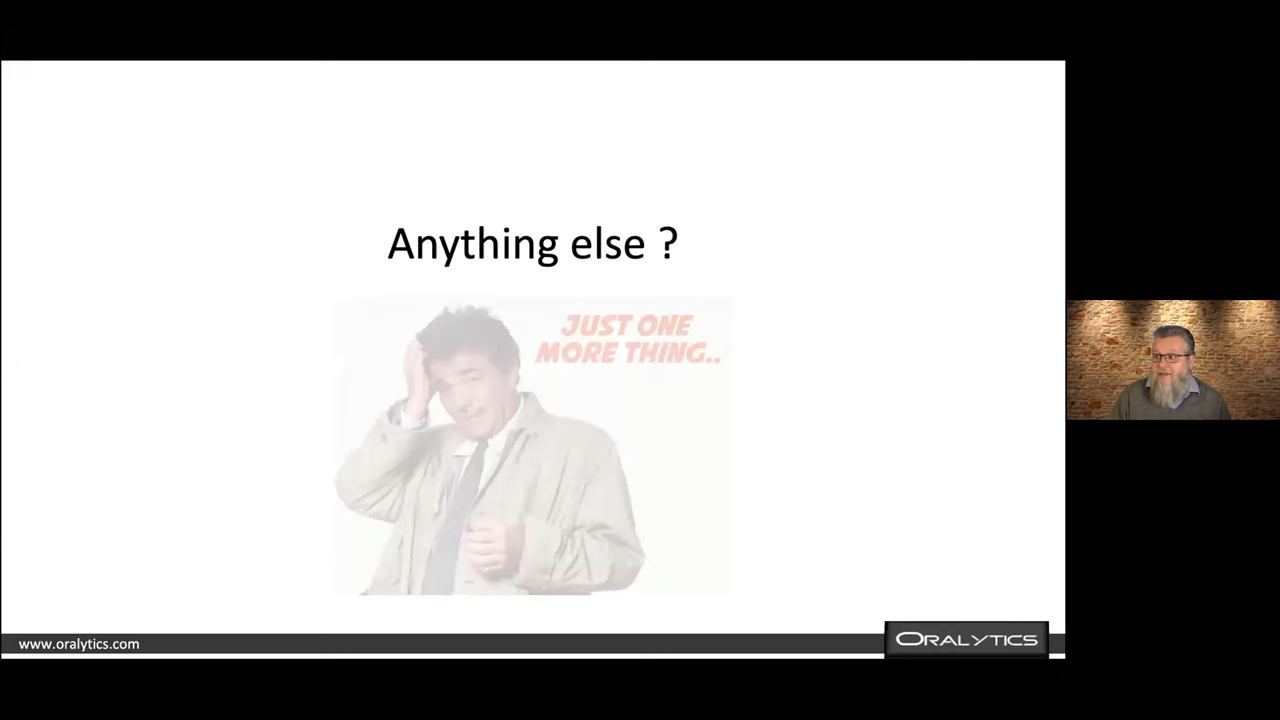 Anything else ?
JUST ONE
MORE THING..
www.oralytics.com
ORALYTICS